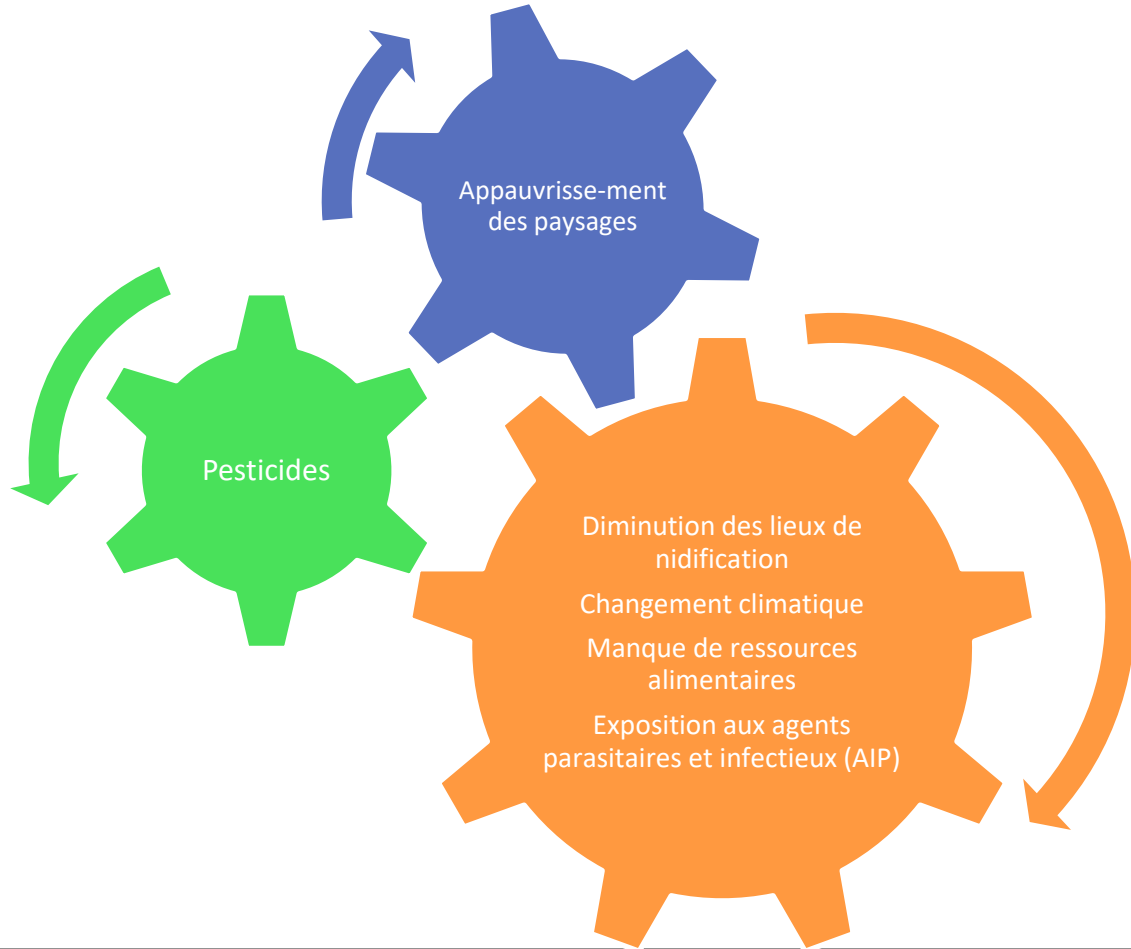 Appauvrisse-ment
des paysages
Pesticides
Diminution des lieux de
nidification
Changement climatique
Manque de ressources
alimentaires
Exposition aux agents
parasitaires et infectieux (AIP)